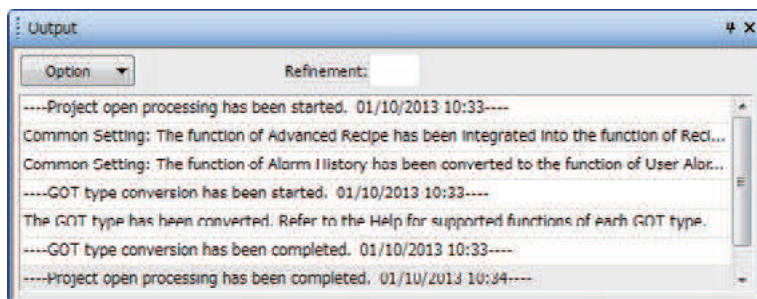 Output
Option
Refinement:
----Project open processing has been started. 01/10/2013 10:33----
Common Setting: The function of Advanced Recipe has been integrated into the function of Reci...
Common Setting: The function of Alarm History has been converted to the function of User Alar...
----GOT type conversion has been started. 01/10/2013 10:33----
The GOT type has been converted. Refer to the Help for supported functions of each GOT type.
----GOT type conversion has been completed. 01/10/2013 10:33----
----Project open processing has been completed. 01/10/2013 10:34----